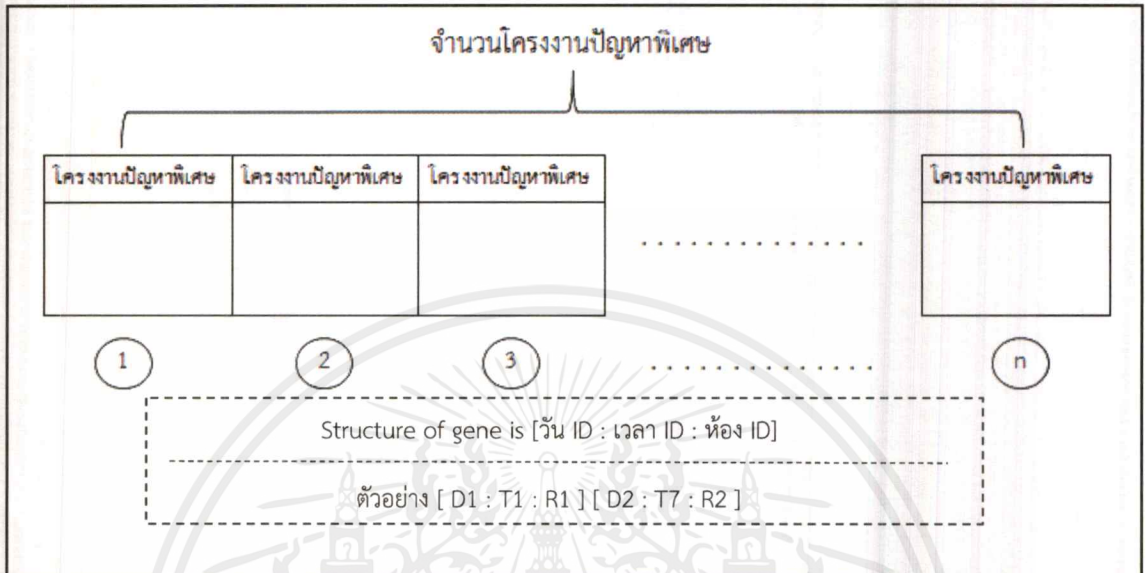 จำนวนโครงงานปัญหาพิเศษ
โครงงานปัญหาพิเศษ โครงงานปัญหาพิเศษ โครงงานปัญหาพิเศษ โครงงานปัญหาพิเศษ
1 2 3 n
Structure of gene is [วัน ID : เวลา ID : ห้อง ID]
ตัวอย่าง [ D1 : T1 : R1 ] [ D2 : T7 : R2 ]